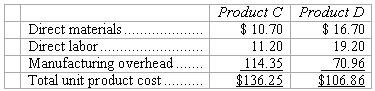 Product C Product D
Direct materials.................... $ 10.70 $ 16.70
Direct labor.......................... 11.20 19.20
Manufacturing overhead ....... 114.35 70.96
Total unit product cost .......... $136.25 $106.86